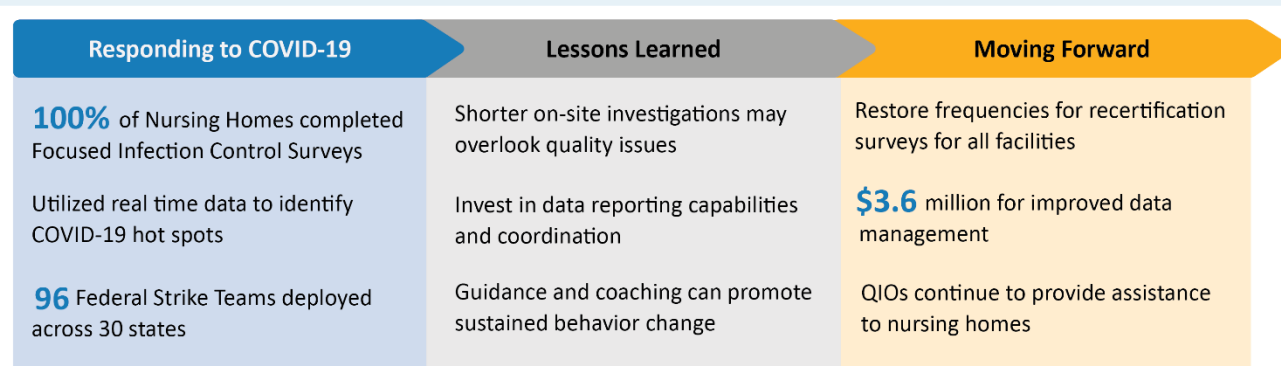 Responding to COVID-19
Lessons Learned
Moving Forward
100% of Nursing Homes completed
Focused Infection Control Surveys
Utilized real time data to identify
COVID-19 hot spots
96 Federal Strike Teams deployed
across 30 states
Shorter on-site investigations may
overlook quality issues
Invest in data reporting capabilities
and coordination
Guidance and coaching can promote
sustained behavior change
Restore frequencies for recertification
surveys for all facilities
$3.6 million for improved data
management
QIOs continue to provide assistance
to nursing homes